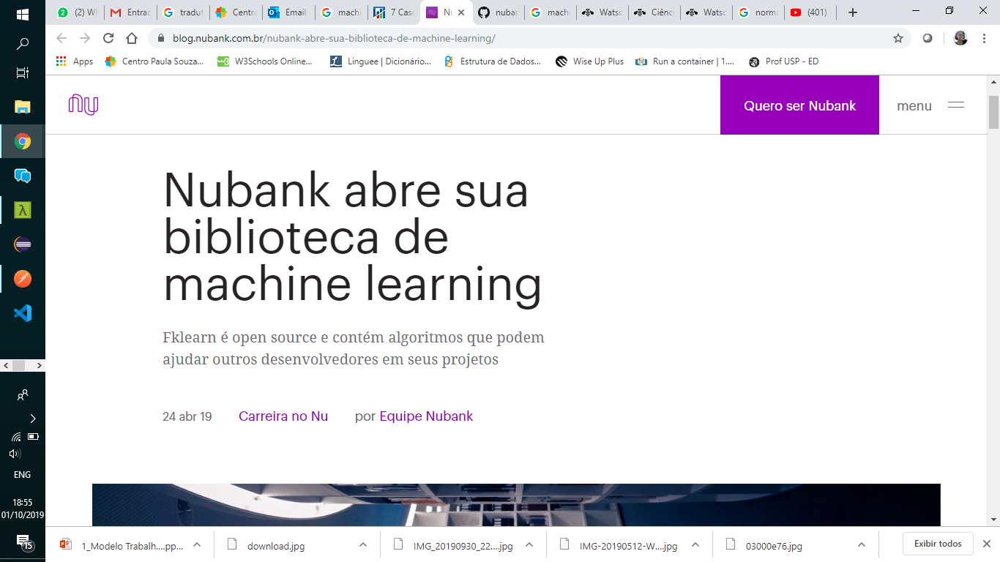 (2) Wh
Entrad
tradut
Centro
Email
machi
7 Caso
Nu
nubar
machi
Watso
Ciênci
Watso
norma
(401)
blog.nubank.com.br/nubank-abre-sua-biblioteca-de-machine-learning/
Apps
Centro Paula Souza...
W3Schools Online...
Linguee | Dicionário...
Estrutura de Dados...
Wise Up Plus
Run a container | 1....
Prof USP - ED
nu
Quero ser Nubank
menu
Nubank abre sua
biblioteca de
machine learning
Fklearn é open source e contém algoritmos que podem
ajudar outros desenvolvedores em seus projetos
24 abr 19 Carreira no Nu por Equipe Nubank
ENG
18:55
01/10/2019
15
1_Modelo Trabalh....pp...
download.jpg
IMG_20190930_22....jpg
IMG-20190512-W....jpg
03000e76.jpg
Exibir todos